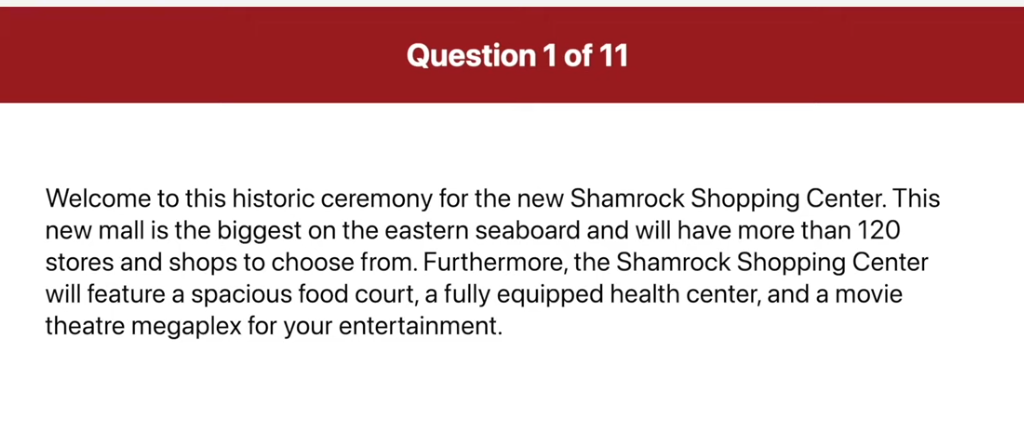 Question 1 of 11
Welcome to this historic ceremony for the new Shamrock Shopping Center. This
new mall is the biggest on the eastern seaboard and will have more than 120
stores and shops to choose from. Furthermore, the Shamrock Shopping Center
will feature a spacious food court, a fully equipped health center, and a movie
theatre megaplex for your entertainment.